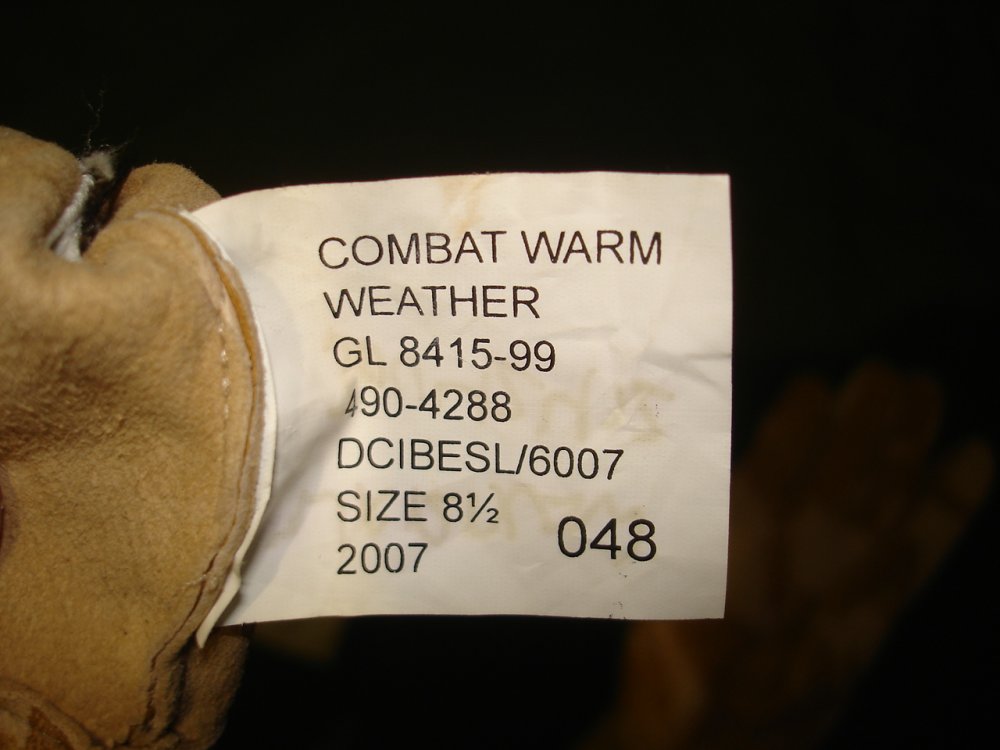 COMBAT WARM
WEATHER
GL 8415-99
490-4288
DCIBESL/6007
SIZE 8½
2007
048